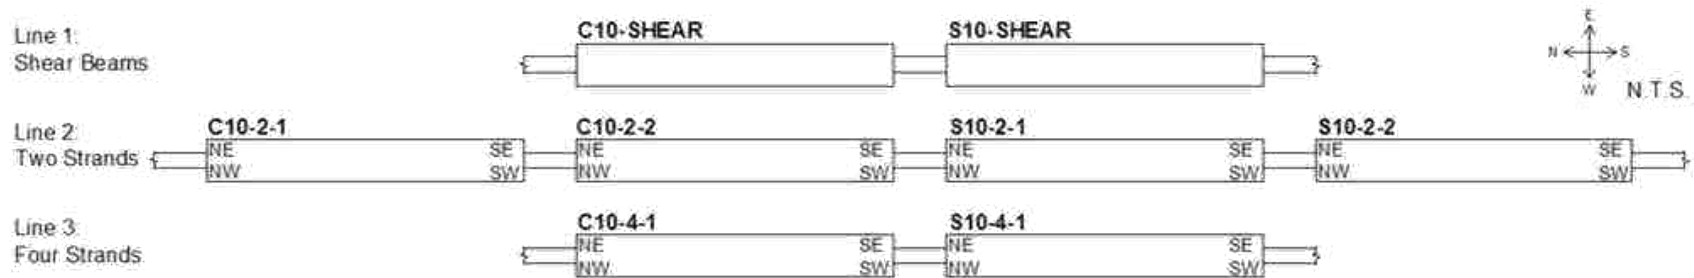 Line 1:
Shear Beams
C10-SHEAR S10-SHEAR
E
N S
W
N.T.S.
Line 2:
Two Strands
C10-2-1 C10-2-2 S10-2-1 S10-2-2
NE SE NE SE NE SE NE SE
NW SW NW SW NW SW NW SW
Line 3:
Four Strands
C10-4-1 S10-4-1
NE SE NE SE
NW SW NW SW